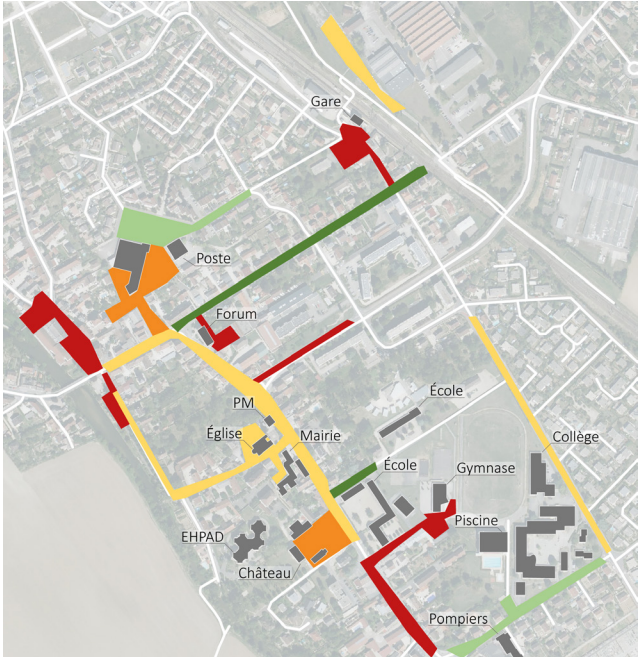 Gare
Poste
Forum
École
PM
Église
Mairie
Collège
École
Gymnase
Piscine
EHPAD
Château
Pompiers